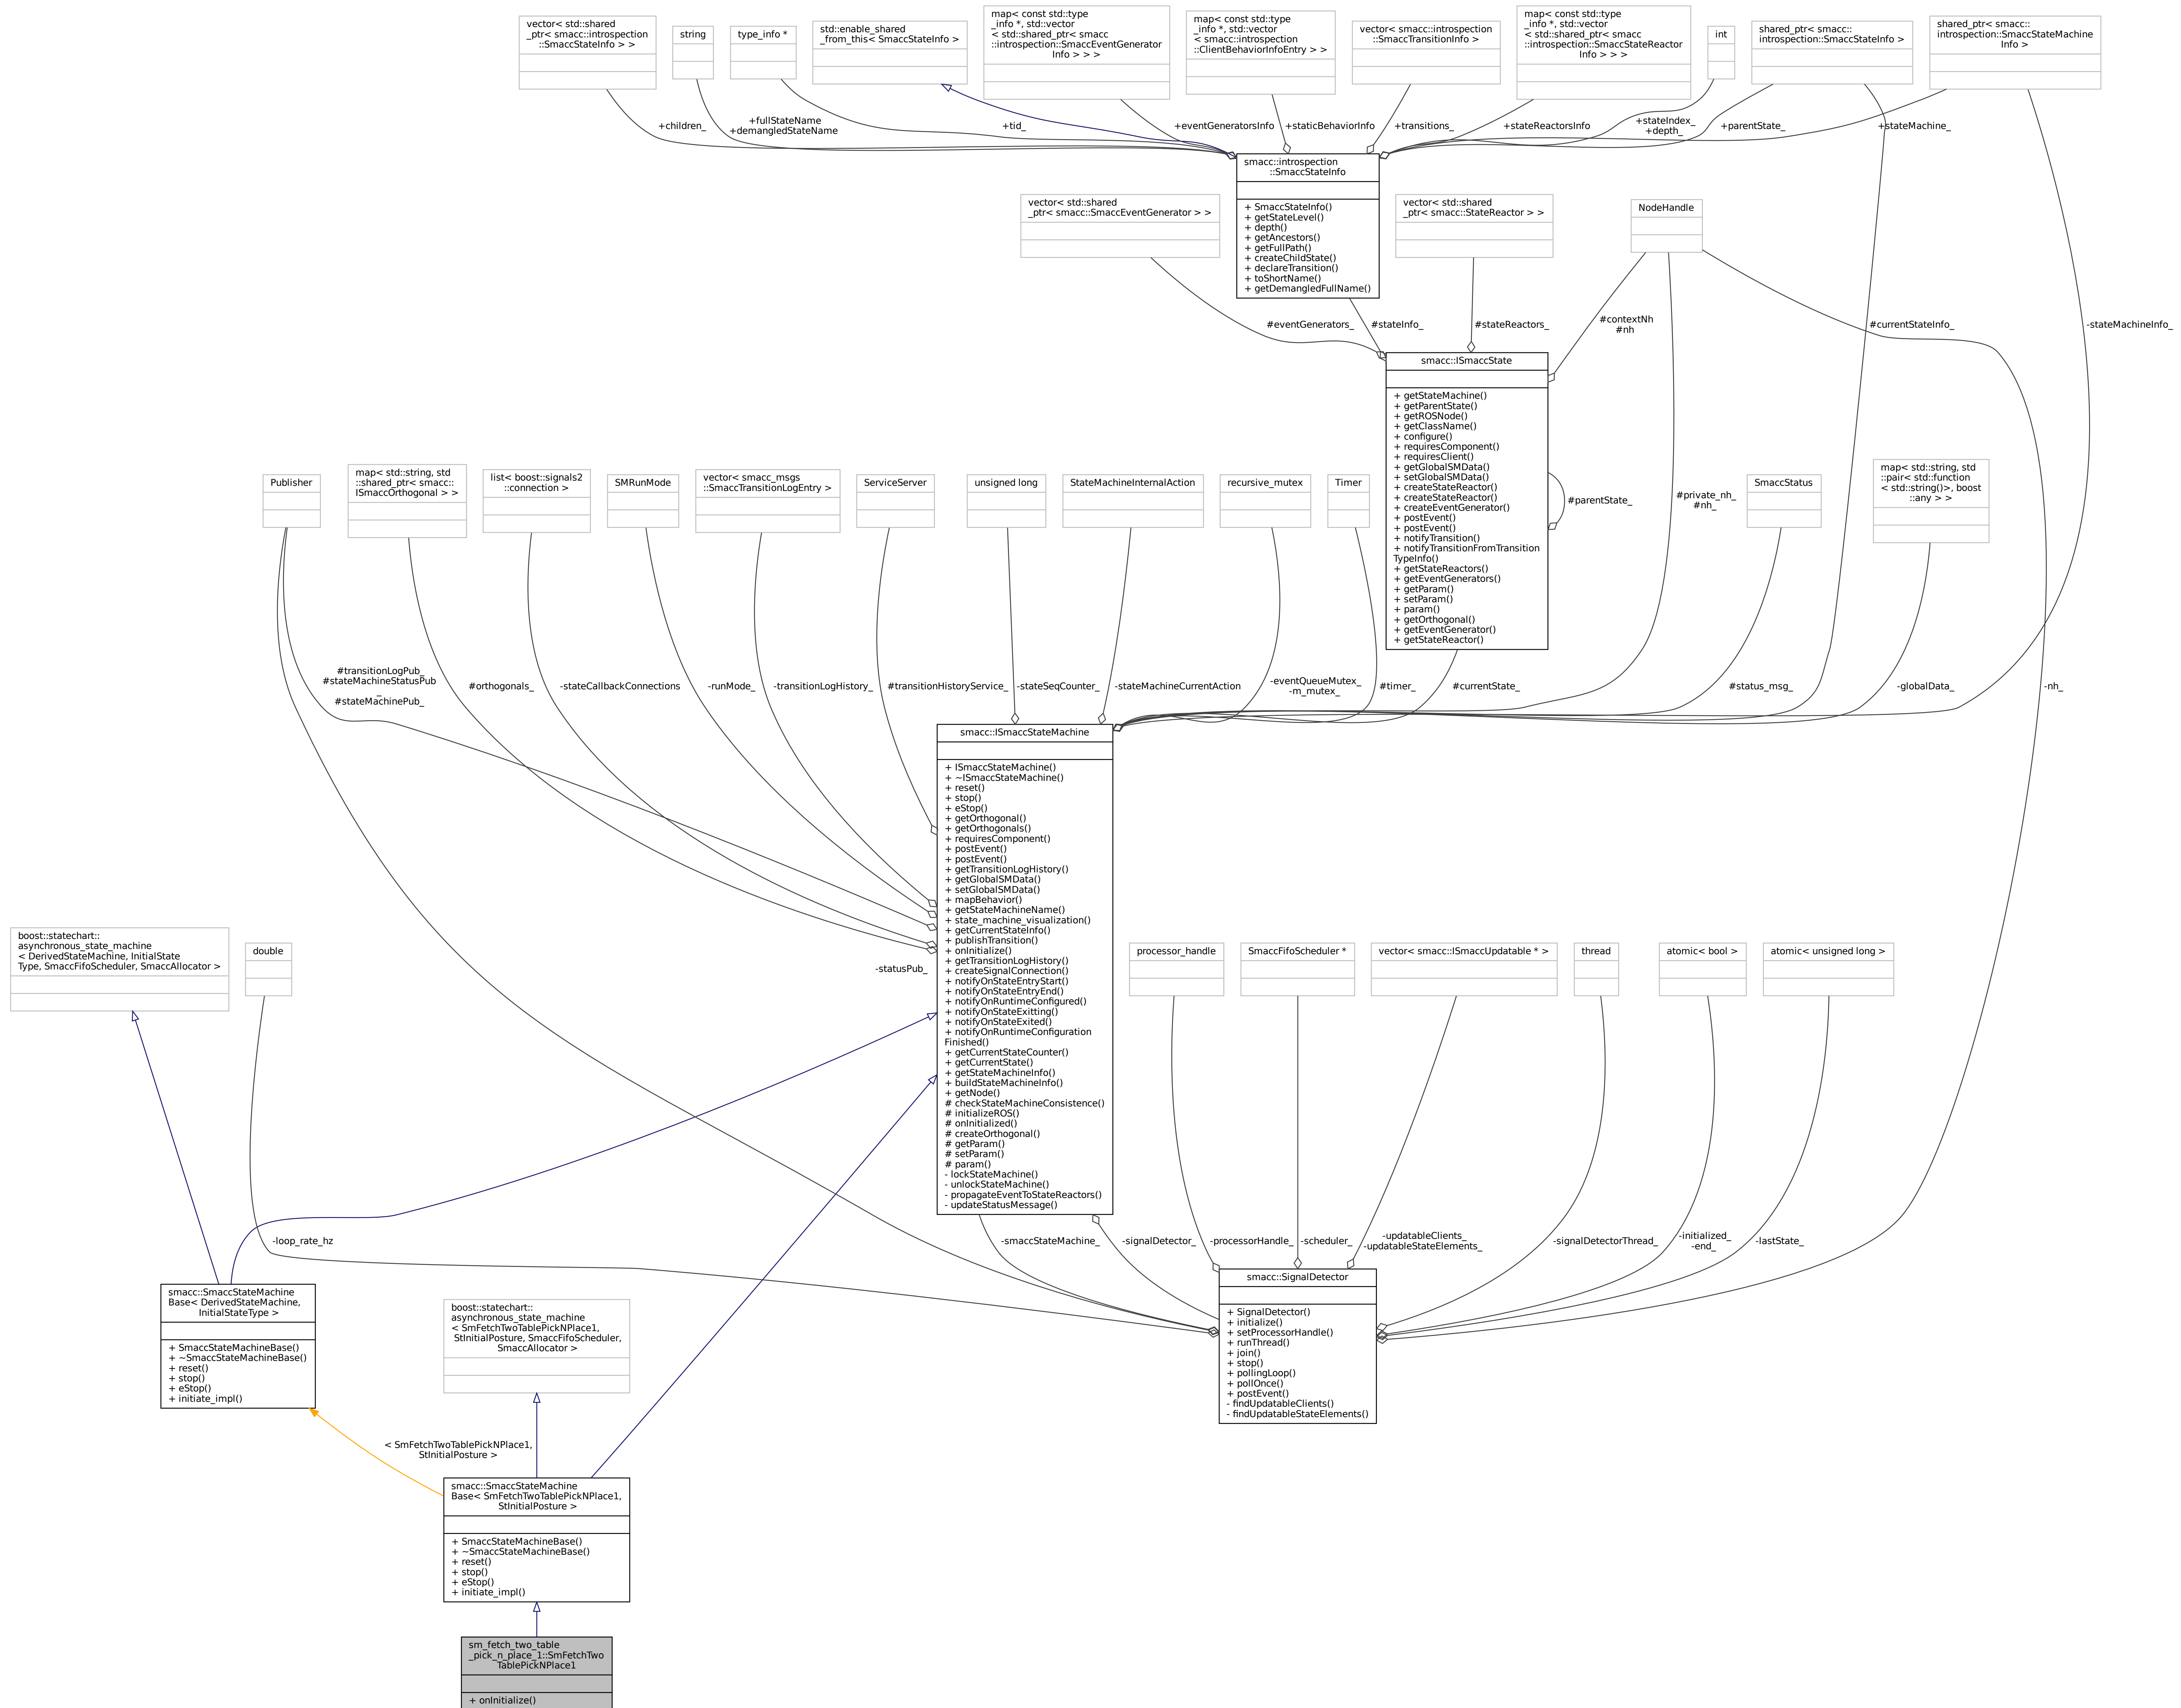 vector< std::shared
_ptr< smacc::introspection
::SmaccStateInfo > >
string
type_info *
std::enable_shared
_from_this< SmaccStateInfo >
map< const std::type
_info *, std::vector
< std::shared_ptr< smacc
::introspection::SmaccEventGenerator
Info > > >
map< const std::type
_info *, std::vector
< smacc::introspection
::ClientBehaviorInfoEntry > >
vector< smacc::introspection
::SmaccTransitionInfo >
map< const std::type
_info *, std::vector
< std::shared_ptr< smacc
::introspection::SmaccStateReactor
Info > > >
int
shared_ptr< smacc::
introspection::SmaccStateInfo >
shared_ptr< smacc::
introspection::SmaccStateMachine
Info >
+children_
+fullStateName
+demangledStateName
+tid_
+eventGeneratorsInfo
+staticBehaviorInfo
+transitions_
+stateReactorsInfo
+stateIndex_
+depth_
+parentState_
+stateMachine_
smacc::introspection
::SmaccStateInfo
+ SmaccStateInfo()
+ getStateLevel()
+ depth()
+ getAncestors()
+ getFullPath()
+ createChildState()
+ declareTransition()
+ toShortName()
+ getDemangledFullName()
vector< std::shared
_ptr< smacc::SmaccEventGenerator > >
vector< std::shared
_ptr< smacc::StateReactor > >
NodeHandle
#eventGenerators_
#stateInfo_
#stateReactors_
#contextNh
#nh
#currentStateInfo_
-stateMachineInfo_
smacc::ISmaccState
+ getStateMachine()
+ getParentState()
+ getROSNode()
+ getClassName()
+ configure()
+ requiresComponent()
+ requiresClient()
+ getGlobalSMData()
+ setGlobalSMData()
+ createStateReactor()
+ createStateReactor()
+ createEventGenerator()
+ postEvent()
+ postEvent()
+ notifyTransition()
+ notifyTransitionFromTransition
TypeInfo()
+ getStateReactors()
+ getEventGenerators()
+ getParam()
+ setParam()
+ param()
+ getOrthogonal()
+ getEventGenerator()
+ getStateReactor()
#parentState_
#private_nh_
#nh_
Publisher
map< std::string, std
::shared_ptr< smacc::
ISmaccOrthogonal > >
list< boost::signals2
::connection >
SMRunMode
vector< smacc_msgs
::SmaccTransitionLogEntry >
ServiceServer
unsigned long
StateMachineInternalAction
recursive_mutex
Timer
SmaccStatus
map< std::string, std
::pair< std::function
< std::string()>, boost
::any > >
#transitionLogPub_
#stateMachineStatusPub
_
#stateMachinePub_
#orthogonals_
-stateCallbackConnections
-runMode_
-transitionLogHistory_
#transitionHistoryService_
-stateSeqCounter_
-stateMachineCurrentAction
-eventQueueMutex_
-m_mutex_
#timer_
#currentState_
#status_msg_
-globalData_
-nh_
smacc::ISmaccStateMachine
+ ISmaccStateMachine()
+ ~ISmaccStateMachine()
+ reset()
+ stop()
+ eStop()
+ getOrthogonal()
+ getOrthogonals()
+ requiresComponent()
+ postEvent()
+ postEvent()
+ getTransitionLogHistory()
+ getGlobalSMData()
+ setGlobalSMData()
+ mapBehavior()
+ getStateMachineName()
+ state_machine_visualization()
+ getCurrentStateInfo()
+ publishTransition()
+ onInitialize()
+ getTransitionLogHistory()
+ createSignalConnection()
+ notifyOnStateEntryStart()
+ notifyOnStateEntryEnd()
+ notifyOnRuntimeConfigured()
+ notifyOnStateExitting()
+ notifyOnStateExited()
+ notifyOnRuntimeConfiguration
Finished()
+ getCurrentStateCounter()
+ getCurrentState()
+ getStateMachineInfo()
+ buildStateMachineInfo()
+ getNode()
# checkStateMachineConsistence()
# initializeROS()
# onInitialized()
# createOrthogonal()
# getParam()
# setParam()
# param()
- lockStateMachine()
- unlockStateMachine()
- propagateEventToStateReactors()
- updateStatusMessage()
boost::statechart::
asynchronous_state_machine
< DerivedStateMachine, InitialState
Type, SmaccFifoScheduler, SmaccAllocator >
double
-statusPub_
processor_handle
SmaccFifoScheduler *
vector< smacc::ISmaccUpdatable * >
thread
atomic< bool >
atomic< unsigned long >
-loop_rate_hz
-smaccStateMachine_
-signalDetector_
-processorHandle_
-scheduler_
-updatableClients_
-updatableStateElements_
-signalDetectorThread_
-initialized_
-end_
-lastState_
smacc::SmaccStateMachine
Base< DerivedStateMachine,
InitialStateType >
+ SmaccStateMachineBase()
+ ~SmaccStateMachineBase()
+ reset()
+ stop()
+ eStop()
+ initiate_impl()
boost::statechart::
asynchronous_state_machine
< SmFetchTwoTablePickNPlace1,
StInitialPosture, SmaccFifoScheduler,
SmaccAllocator >
smacc::SignalDetector
+ SignalDetector()
+ initialize()
+ setProcessorHandle()
+ runThread()
+ join()
+ stop()
+ pollingLoop()
+ pollOnce()
+ postEvent()
- findUpdatableClients()
- findUpdatableStateElements()
< SmFetchTwoTablePickNPlace1,
StInitialPosture >
smacc::SmaccStateMachine
Base< SmFetchTwoTablePickNPlace1,
StInitialPosture >
+ SmaccStateMachineBase()
+ ~SmaccStateMachineBase()
+ reset()
+ stop()
+ eStop()
+ initiate_impl()
sm_fetch_two_table
_pick_n_place_1::SmFetchTwo
TablePickNPlace1
+ onInitialize()